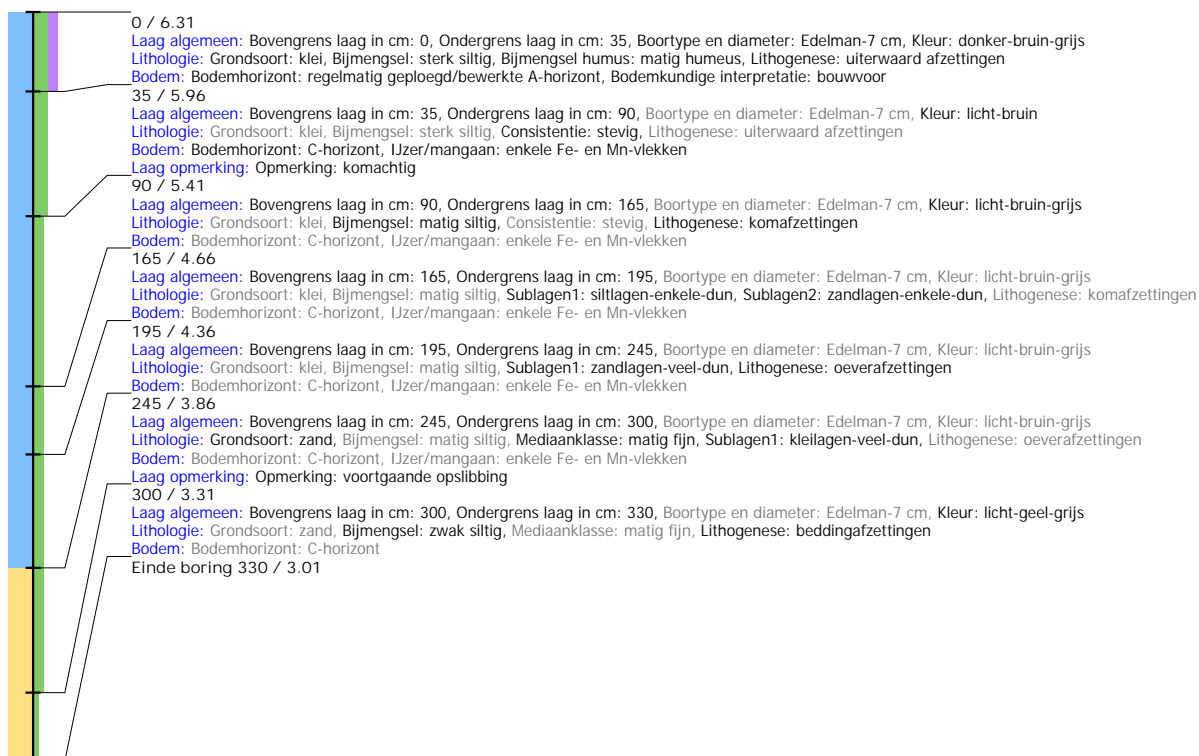 0 / 6.31
Laag algemeen: Bovengrens laag in cm: 0, Ondergrens laag in cm: 35, Boortype en diameter: Edelman-7 cm, Kleur: donker-bruin-grijs
Lithologie: Grondsoort: klei, Bijmengsel: sterk siltig, Bijmengsel humus: matig humeus, Lithogenese: uiterwaard afzettingen
Bodem: Bodemhorizont: regelmatig geploegd/bewerkte A-horizont, Bodemkundige interpretatie: bouwvoor
35 / 5.96
Laag algemeen: Bovengrens laag in cm: 35, Ondergrens laag in cm: 90, Boortype en diameter: Edelman-7 cm, Kleur: licht-bruin
Lithologie: Grondsoort: klei, Bijmengsel: sterk siltig, Consistentie: stevig, Lithogenese: uiterwaard afzettingen
Bodem: Bodemhorizont: C-horizont, IJzer/mangaan: enkele Fe- en Mn-vlekken
Laag opmerking: Opmerking: komachtig
90 / 5.41
Laag algemeen: Bovengrens laag in cm: 90, Ondergrens laag in cm: 165, Boortype en diameter: Edelman-7 cm, Kleur: licht-bruin-grijs
Lithologie: Grondsoort: klei, Bijmengsel: matig siltig, Consistentie: stevig, Lithogenese: komafzettingen
Bodem: Bodemhorizont: C-horizont, IJzer/mangaan: enkele Fe- en Mn-vlekken
165 / 4.66
Laag algemeen: Bovengrens laag in cm: 165, Ondergrens laag in cm: 195, Boortype en diameter: Edelman-7 cm, Kleur: licht-bruin-grijs
Lithologie: Grondsoort: klei, Bijmengsel: matig siltig, Sublagen1: siltlagen-enkele-dun, Sublagen2: zandlagen-enkele-dun, Lithogenese: komafzettingen
Bodem: Bodemhorizont: C-horizont, IJzer/mangaan: enkele Fe- en Mn-vlekken
195 / 4.36
Laag algemeen: Bovengrens laag in cm: 195, Ondergrens laag in cm: 245, Boortype en diameter: Edelman-7 cm, Kleur: licht-bruin-grijs
Lithologie: Grondsoort: klei, Bijmengsel: matig siltig, Sublagen1: zandlagen-veel-dun, Lithogenese: oeverafzettingen
Bodem: Bodemhorizont: C-horizont, IJzer/mangaan: enkele Fe- en Mn-vlekken
245 / 3.86
Laag algemeen: Bovengrens laag in cm: 245, Ondergrens laag in cm: 300, Boortype en diameter: Edelman-7 cm, Kleur: licht-bruin-grijs
Lithologie: Grondsoort: zand, Bijmengsel: matig siltig, Mediaanklasse: matig fijn, Sublagen1: kleilagen-veel-dun, Lithogenese: oeverafzettingen
Bodem: Bodemhorizont: C-horizont, IJzer/mangaan: enkele Fe- en Mn-vlekken
Laag opmerking: Opmerking: voortgaande opslibbing
300 / 3.31
Laag algemeen: Bovengrens laag in cm: 300, Ondergrens laag in cm: 330, Boortype en diameter: Edelman-7 cm, Kleur: licht-geel-grijs
Lithologie: Grondsoort: zand, Bijmengsel: zwak siltig, Mediaanklasse: matig fijn, Lithogenese: beddingafzettingen
Bodem: Bodemhorizont: C-horizont
Einde boring 330 / 3.01